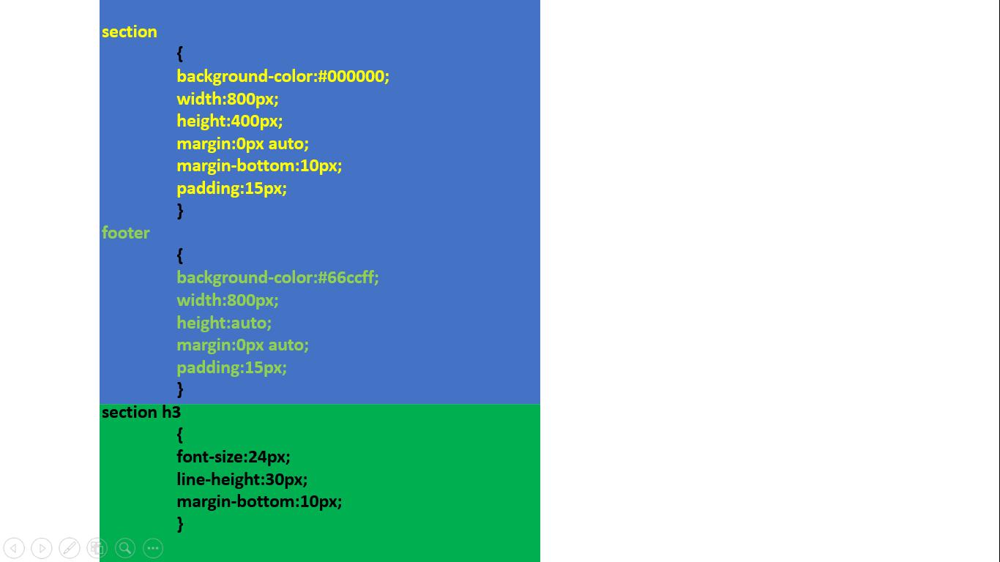 section
{
background-color:#000000;
width:800px;
height:400px;
margin:0px auto;
margin-bottom:10px;
padding:15px;
}
footer
{
background-color:#66ccff;
width:800px;
height:auto;
margin:0px auto;
padding:15px;
}
section h3
{
font-size:24px;
line-height:30px;
margin-bottom:10px;
}